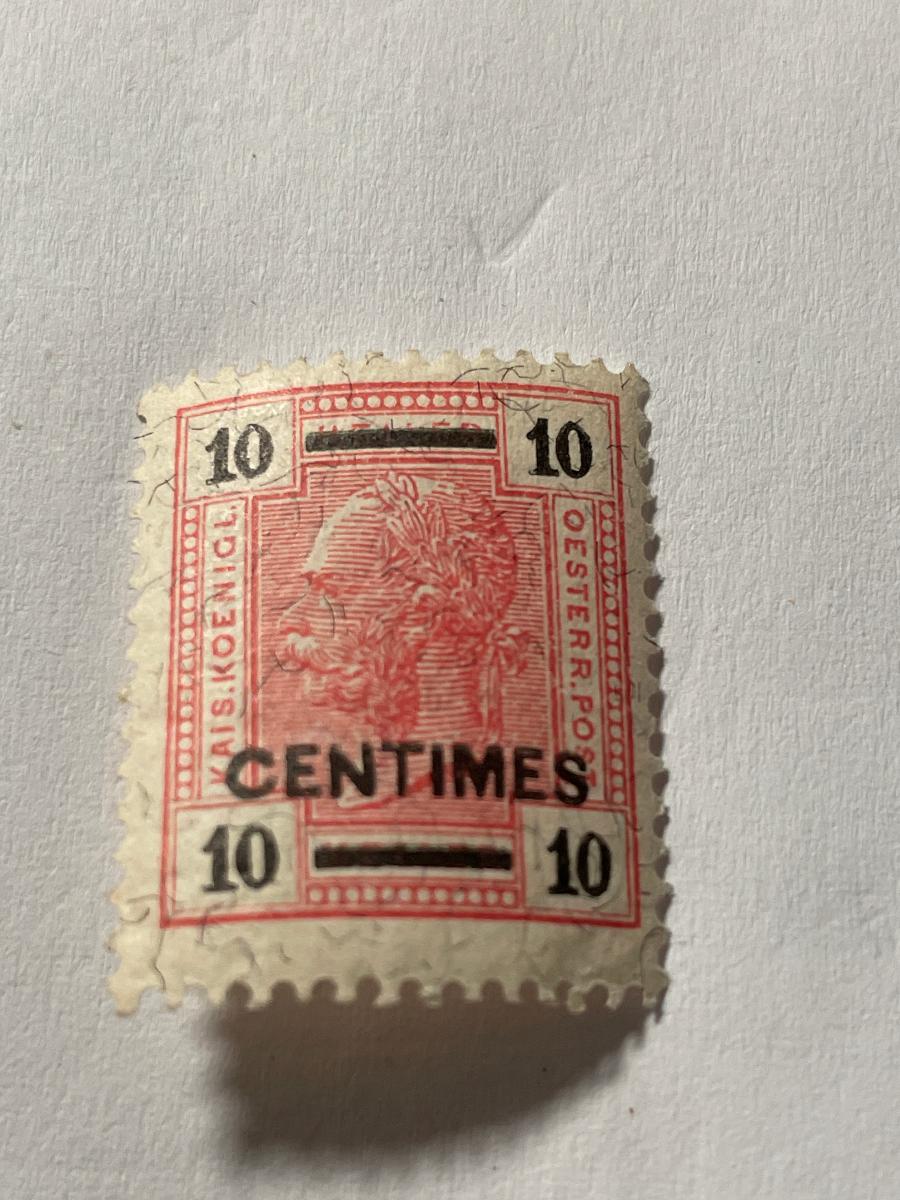 10 10
KAIS.KOENIGL.
OESTERR.POST
CENTIMES
10 10